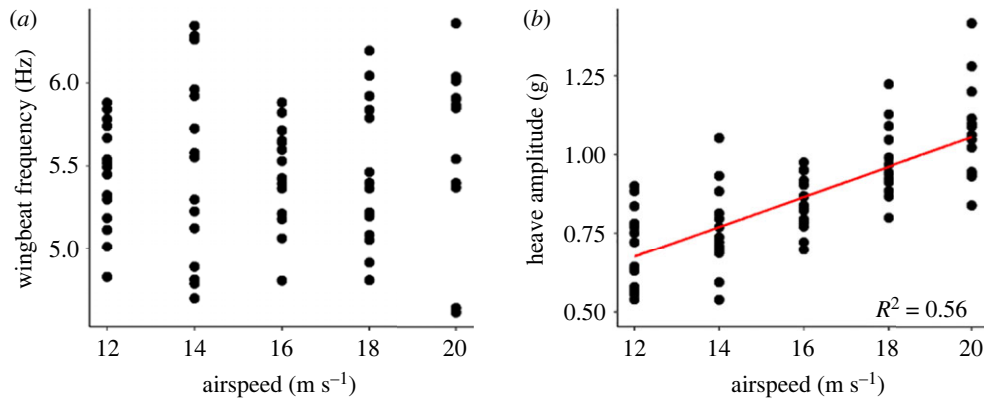 (a)
wingbeat frequency (Hz)
6.0
5.5
5.0
12 14 16 18 20
airspeed (m s⁻¹)
(b)
heave amplitude (g)
1.25
1.00
0.75
0.50
R² = 0.56
12 14 16 18 20
airspeed (m s⁻¹)